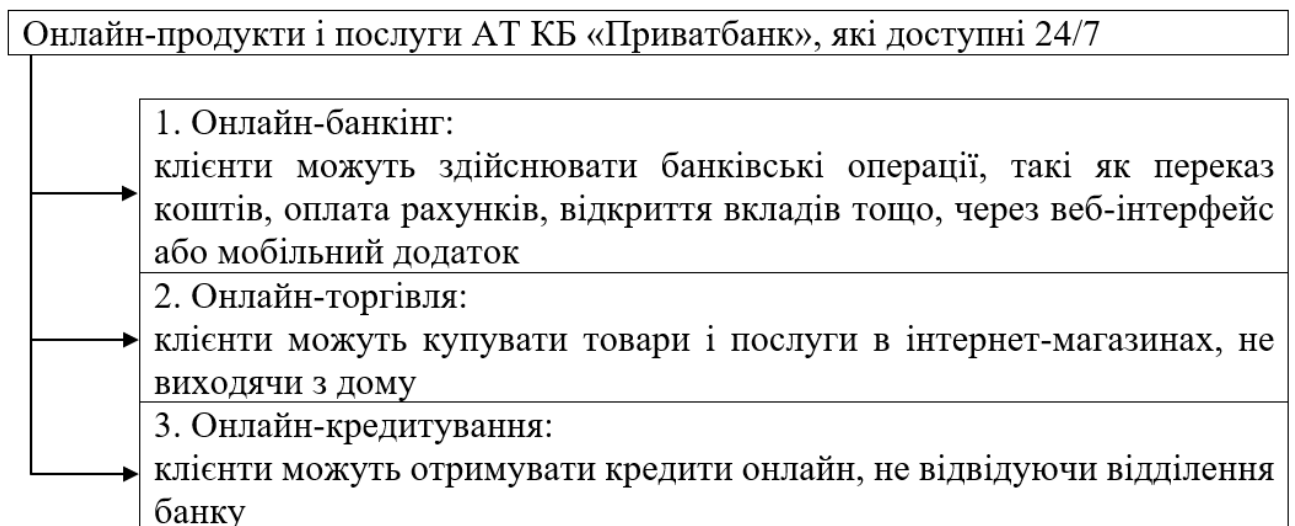 Онлайн-продукти і послуги АТ КБ «Приватбанк», які доступні 24/7
1. Онлайн-банкінг:
клієнти можуть здійснювати банківські операції, такі як переказ
коштів, оплата рахунків, відкриття вкладів тощо, через веб-інтерфейс
або мобільний додаток
2. Онлайн-торгівля:
клієнти можуть купувати товари і послуги в інтернет-магазинах, не
виходячи з дому
3. Онлайн-кредитування:
клієнти можуть отримувати кредити онлайн, не відвідуючи відділення
банку